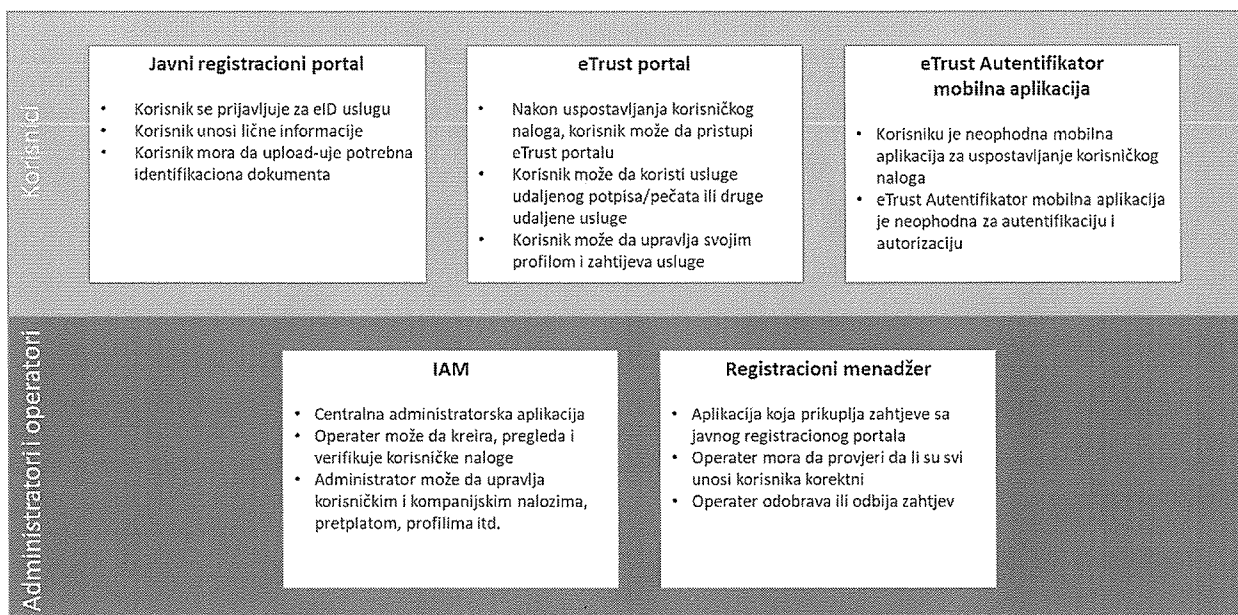 Korisnici
Javni registracioni portal
• Korisnik se prijavljuje za eID uslugu
• Korisnik unosi lične informacije
• Korisnik mora da upload-uje potrebna
identifikaciona dokumenta
eTrust portal
• Nakon uspostavljanja korisničkog
naloga, korisnik može da pristupi
eTrust portalu
• Korisnik može da koristi usluge
udaljenog potpisa/pečata ili druge
udaljene usluge
• Korisnik može da upravlja svojim
profilom i zahtijeva usluge
eTrust Autentifikator
mobilna aplikacija
• Korisniku je neophodna mobilna
aplikacija za uspostavljanje korisničkog
naloga
• eTrust Autentifikator mobilna aplikacija
je neophodna za autentifikaciju i
autorizaciju
Administratori i operatori
IAM
• Centralna administratorska aplikacija
• Operater može da kreira, pregleda i
verifikuje korisničke naloge
• Administrator može da upravlja
korisničkim i kompanijskim nalozima,
pretplatom, profilima itd.
Registracioni menadžer
• Aplikacija koja prikuplja zahtjeve sa
javnog registracionog portala
• Operater mora da provjeri da li su svi
unosi korisnika korektni
• Operater odobrava ili odbija zahtjev